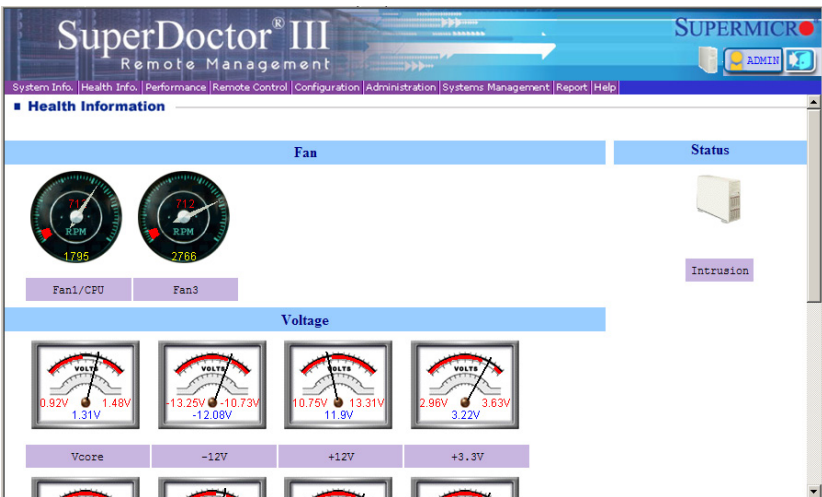 SuperDoctor® III
Remote Management
SUPERMICRO
ADMIN
System Info. Health Info. Performance Remote Control Configuration Administration Systems Management Report Help
Health Information
Fan
Status
712
RPM
1795
712
RPM
2766
Fan1/CPU
Fan3
Intrusion
Voltage
VOLTS
0.92V
1.48V
1.31V
VOLTS
-13.25V
-10.73V
-12.08V
VOLTS
10.75V
13.31V
11.9V
VOLTS
2.96V
3.63V
3.22V
Vcore
-12V
+12V
+3.3V